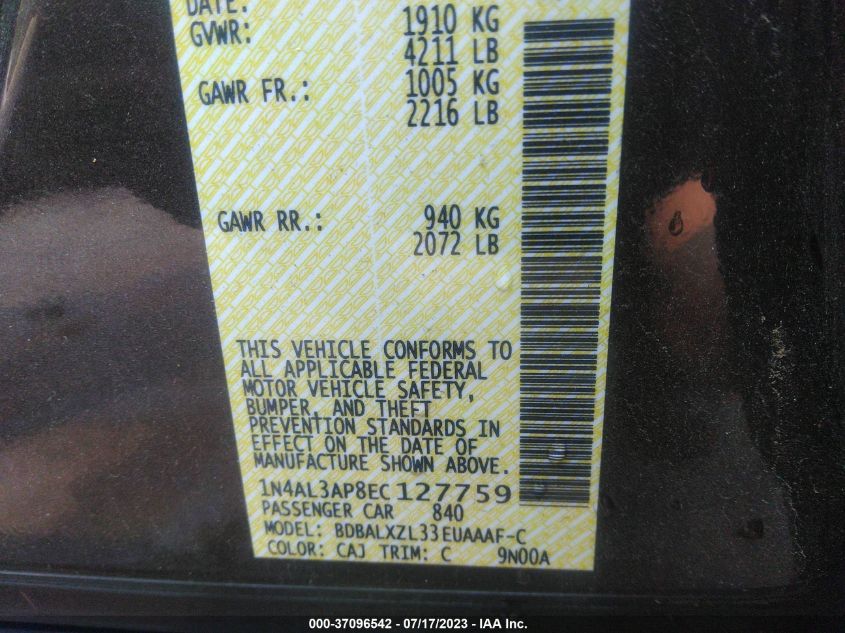 DATE:
GVWR: 1910 KG
4211 LB
GAWR FR.: 1005 KG
2216 LB
GAWR RR.: 940 KG
2072 LB
THIS VEHICLE CONFORMS TO
ALL APPLICABLE FEDERAL
MOTOR VEHICLE SAFETY,
BUMPER, AND THEFT
PREVENTION STANDARDS IN
EFFECT ON THE DATE OF
MANUFACTURE SHOWN ABOVE.
1N4AL3AP8EC127759
PASSENGER CAR 840
MODEL: BDBALXZL33EUAAAF-C
COLOR: CAJ TRIM: C 9N00A
000-37096542 - 07/17/2023 - IAA Inc.